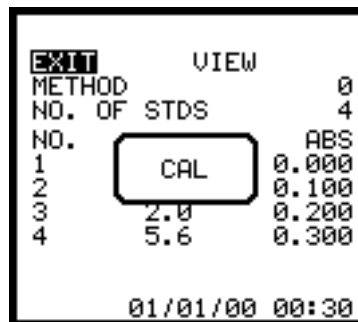 EXIT VIEW
METHOD 0
NO. OF STDS 4
NO. ABS
1 0.000
CAL
2 0.100
3 2.0 0.200
4 5.6 0.300
01/01/00 00:30